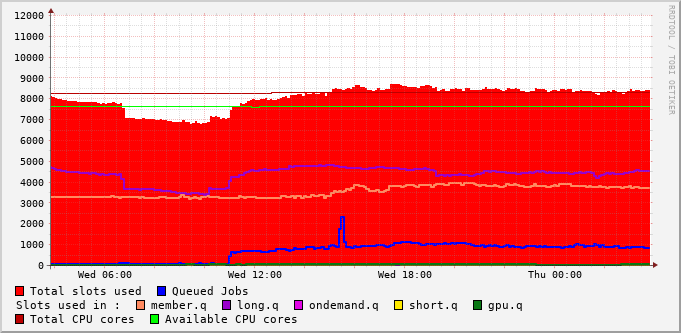 RRDTOOL / TOBI OETIKER
12000
11000
10000
9000
8000
7000
6000
5000
4000
3000
2000
1000
0
Wed 06:00 Wed 12:00 Wed 18:00 Thu 00:00
Total slots used Queued Jobs
Slots used in : member.q long.q ondemand.q short.q gpu.q
Total CPU cores Available CPU cores